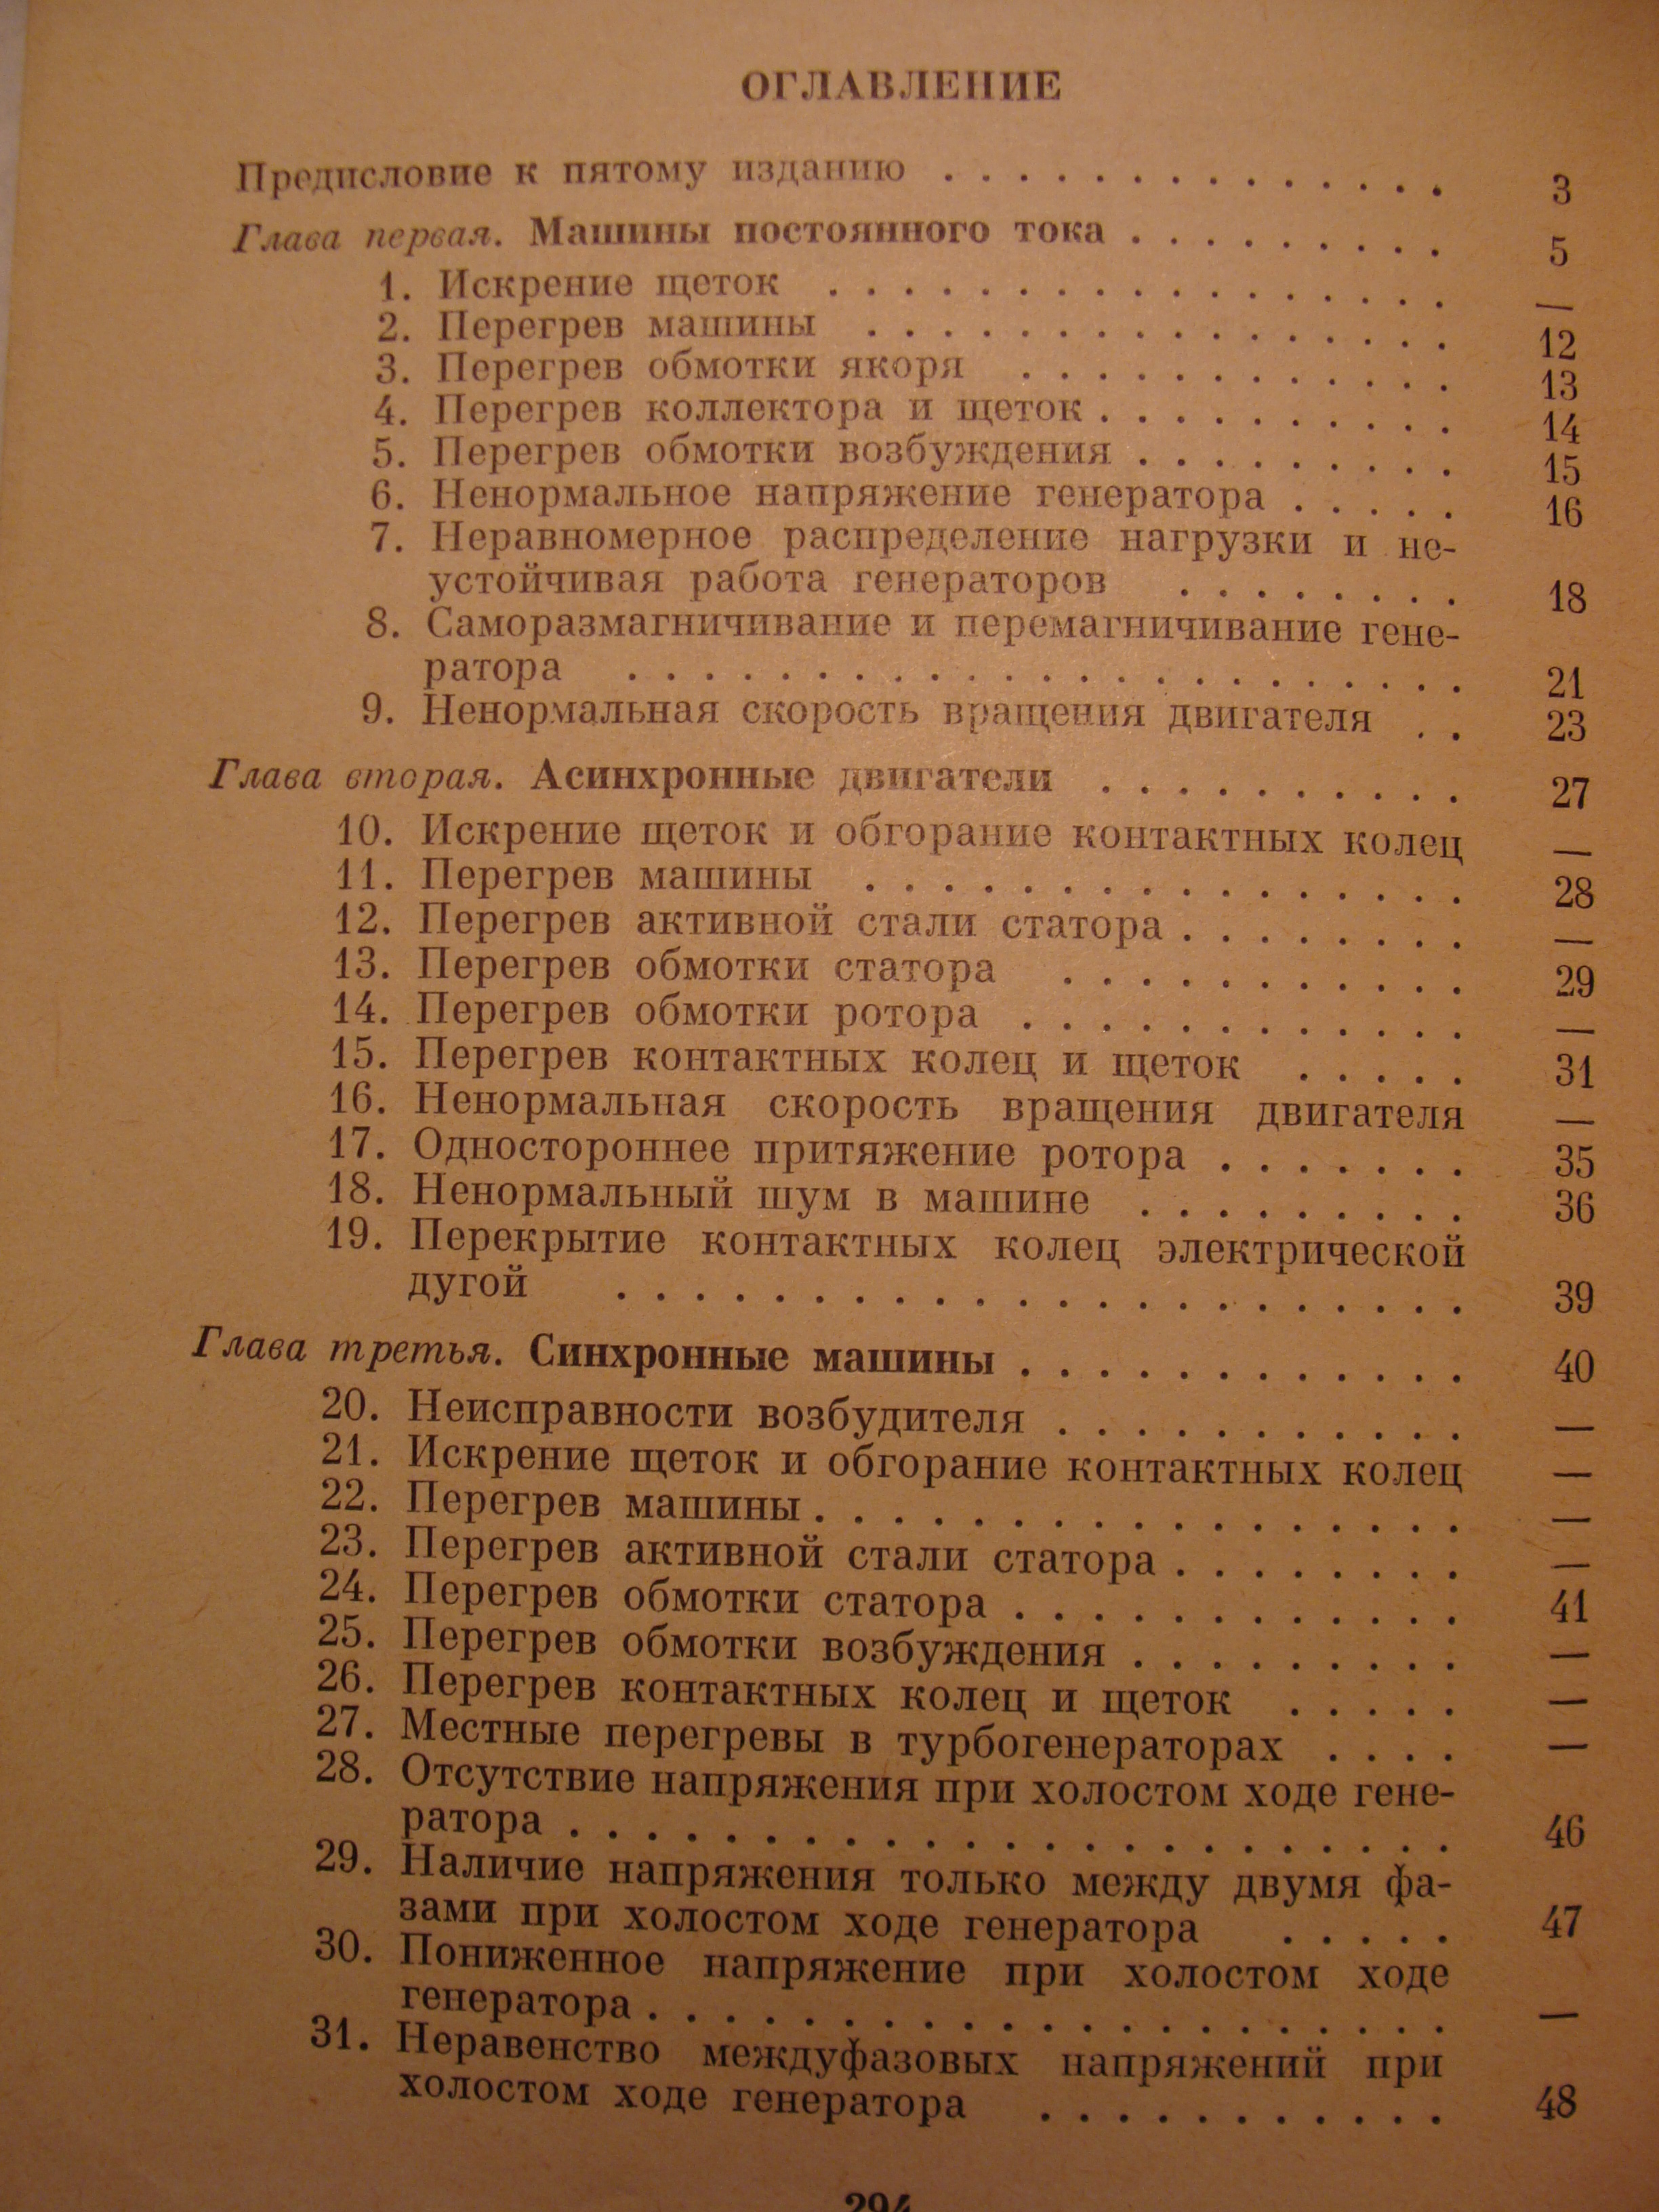 ОГЛАВЛЕНИЕ
Предисловие к пятому изданию . . . . . . . . . . . . . . 3
Глава первая. Машины постоянного тока . . . . . . . . . 5
1. Искрение щеток . . . . . . . . . . . . . . . . . —
2. Перегрев машины . . . . . . . . . . . . . . . . 12
3. Перегрев обмотки якоря . . . . . . . . . . . . 13
4. Перегрев коллектора и щеток . . . . . . . . . . 14
5. Перегрев обмотки возбуждения . . . . . . . . . 15
6. Ненормальное напряжение генератора . . . . . 16
7. Неравномерное распределение нагрузки и не-
устойчивая работа генераторов . . . . . . . . 18
8. Саморазмагничивание и перемагничивание гене-
ратора . . . . . . . . . . . . . . . . . . . . . . 21
9. Ненормальная скорость вращения двигателя . . 23
Глава вторая. Асинхронные двигатели . . . . . . . . . . 27
10. Искрение щеток и обгорание контактных колец —
11. Перегрев машины . . . . . . . . . . . . . . . . 28
12. Перегрев активной стали статора . . . . . . . . —
13. Перегрев обмотки статора . . . . . . . . . . . 29
14. Перегрев обмотки ротора . . . . . . . . . . . . —
15. Перегрев контактных колец и щеток . . . . . 31
16. Ненормальная скорость вращения двигателя —
17. Одностороннее притяжение ротора . . . . . . . 35
18. Ненормальный шум в машине . . . . . . . . . 36
19. Перекрытие контактных колец электрической
дугой . . . . . . . . . . . . . . . . . . . . . . 39
Глава третья. Синхронные машины . . . . . . . . . . . . 40
20. Неисправности возбудителя . . . . . . . . . . . —
21. Искрение щеток и обгорание контактных колец —
22. Перегрев машины . . . . . . . . . . . . . . . . . —
23. Перегрев активной стали статора . . . . . . . . —
24. Перегрев обмотки статора . . . . . . . . . . . . 41
25. Перегрев обмотки возбуждения . . . . . . . . . —
26. Перегрев контактных колец и щеток . . . . . —
27. Местные перегревы в турбогенераторах . . . . —
28. Отсутствие напряжения при холостом ходе гене-
ратора . . . . . . . . . . . . . . . . . . . . . . . 46
29. Наличие напряжения только между двумя фа-
зами при холостом ходе генератора . . . . . 47
30. Пониженное напряжение при холостом ходе
генератора . . . . . . . . . . . . . . . . . . . . . —
31. Неравенство междуфазовых напряжений при
холостом ходе генератора . . . . . . . . . . . 48
294